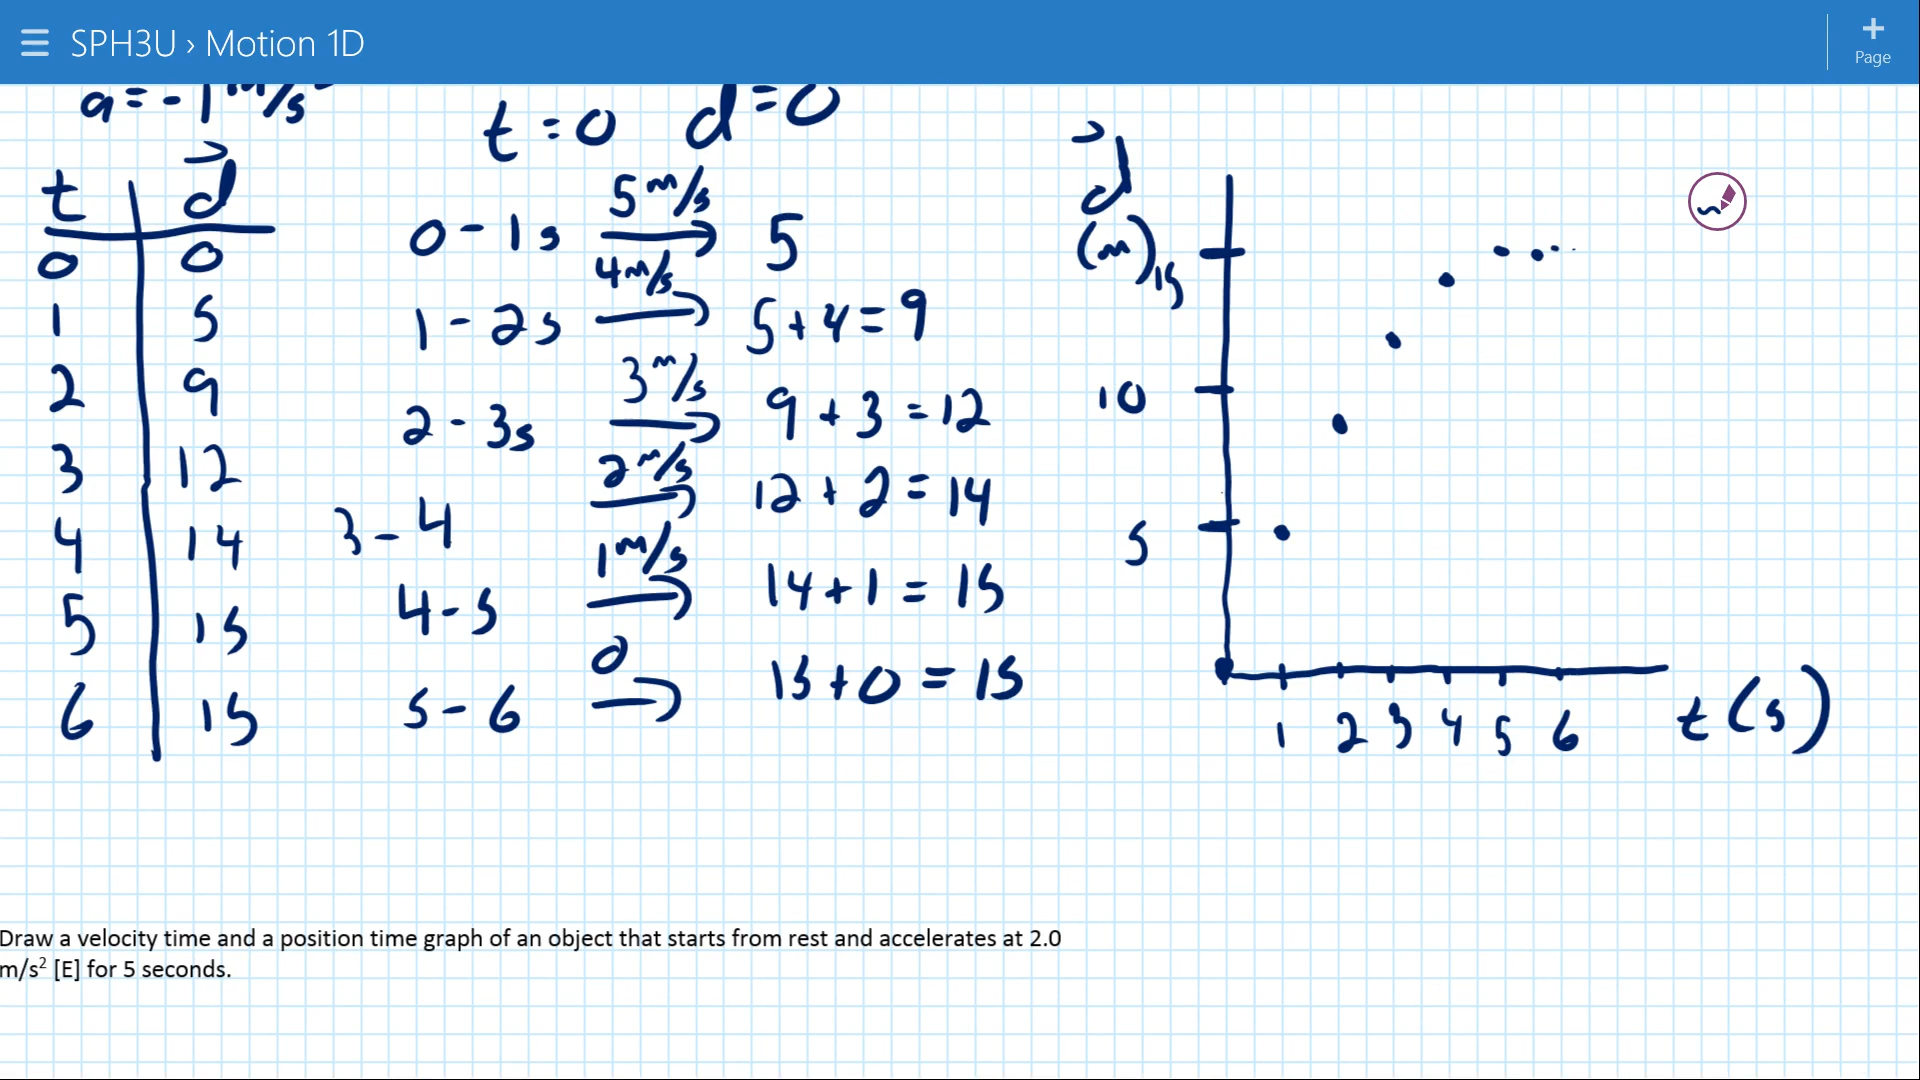 SPH3U › Motion 1D
+
Page
a = -1 m/s²
t = 0 d = 0
t d
0 0
1 5
2 9
3 12
4 14
5 15
6 15
0 - 1s 5 m/s 5
1 - 2s 4 m/s 5 + 4 = 9
2 - 3s 3 m/s 9 + 3 = 12
3 - 4 2 m/s 12 + 2 = 14
4 - 5 1 m/s 14 + 1 = 15
5 - 6 0 15 + 0 = 15
d
(m)
15
10
5
1 2 3 4 5 6 t (s)
Draw a velocity time and a position time graph of an object that starts from rest and accelerates at 2.0
m/s² [E] for 5 seconds.